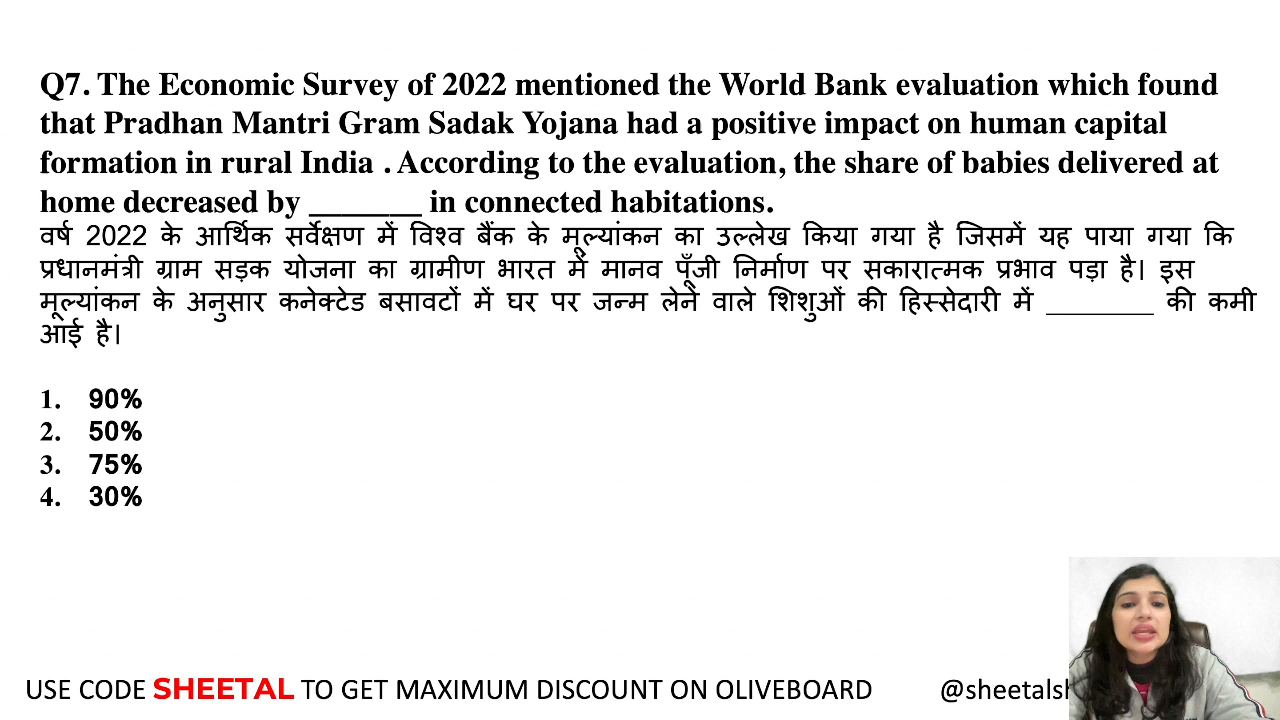 Q7. The Economic Survey of 2022 mentioned the World Bank evaluation which found
that Pradhan Mantri Gram Sadak Yojana had a positive impact on human capital
formation in rural India . According to the evaluation, the share of babies delivered at
home decreased by _______ in connected habitations.
वर्ष 2022 के आर्थिक सर्वेक्षण में विश्व बैंक के मूल्यांकन का उल्लेख किया गया है जिसमें यह पाया गया कि
प्रधानमंत्री ग्राम सड़क योजना का ग्रामीण भारत में मानव पूँजी निर्माण पर सकारात्मक प्रभाव पड़ा है। इस
मूल्यांकन के अनुसार कनेक्टेड बसावटों में घर पर जन्म लेने वाले शिशुओं की हिस्सेदारी में ________ की कमी
आई है।
1. 90%
2. 50%
3. 75%
4. 30%
USE CODE SHEETAL TO GET MAXIMUM DISCOUNT ON OLIVEBOARD